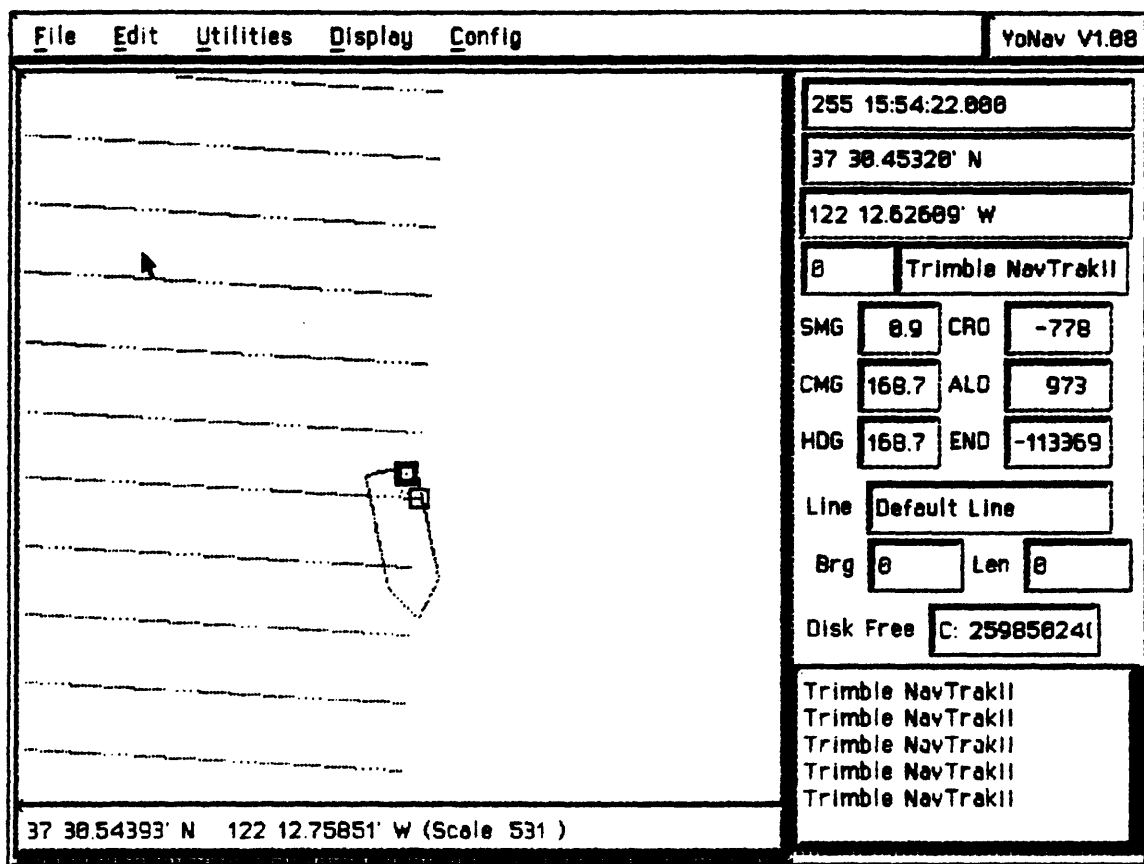 File Edit Utilities Display Config
YoNav V1.00
255 15:54:22.000
37 30.45320' N
122 12.62609' W
0 Trimble NavTrakII
SMG 0.9 CRO -778
CMG 168.7 ALO 973
HDG 168.7 END -113369
Line Default Line
Brg 0 Len 0
Disk Free C: 259850240
Trimble NavTrakII
Trimble NavTrakII
Trimble NavTrakII
Trimble NavTrakII
Trimble NavTrakII
37 30.54393' N 122 12.75851' W (Scale 531 )